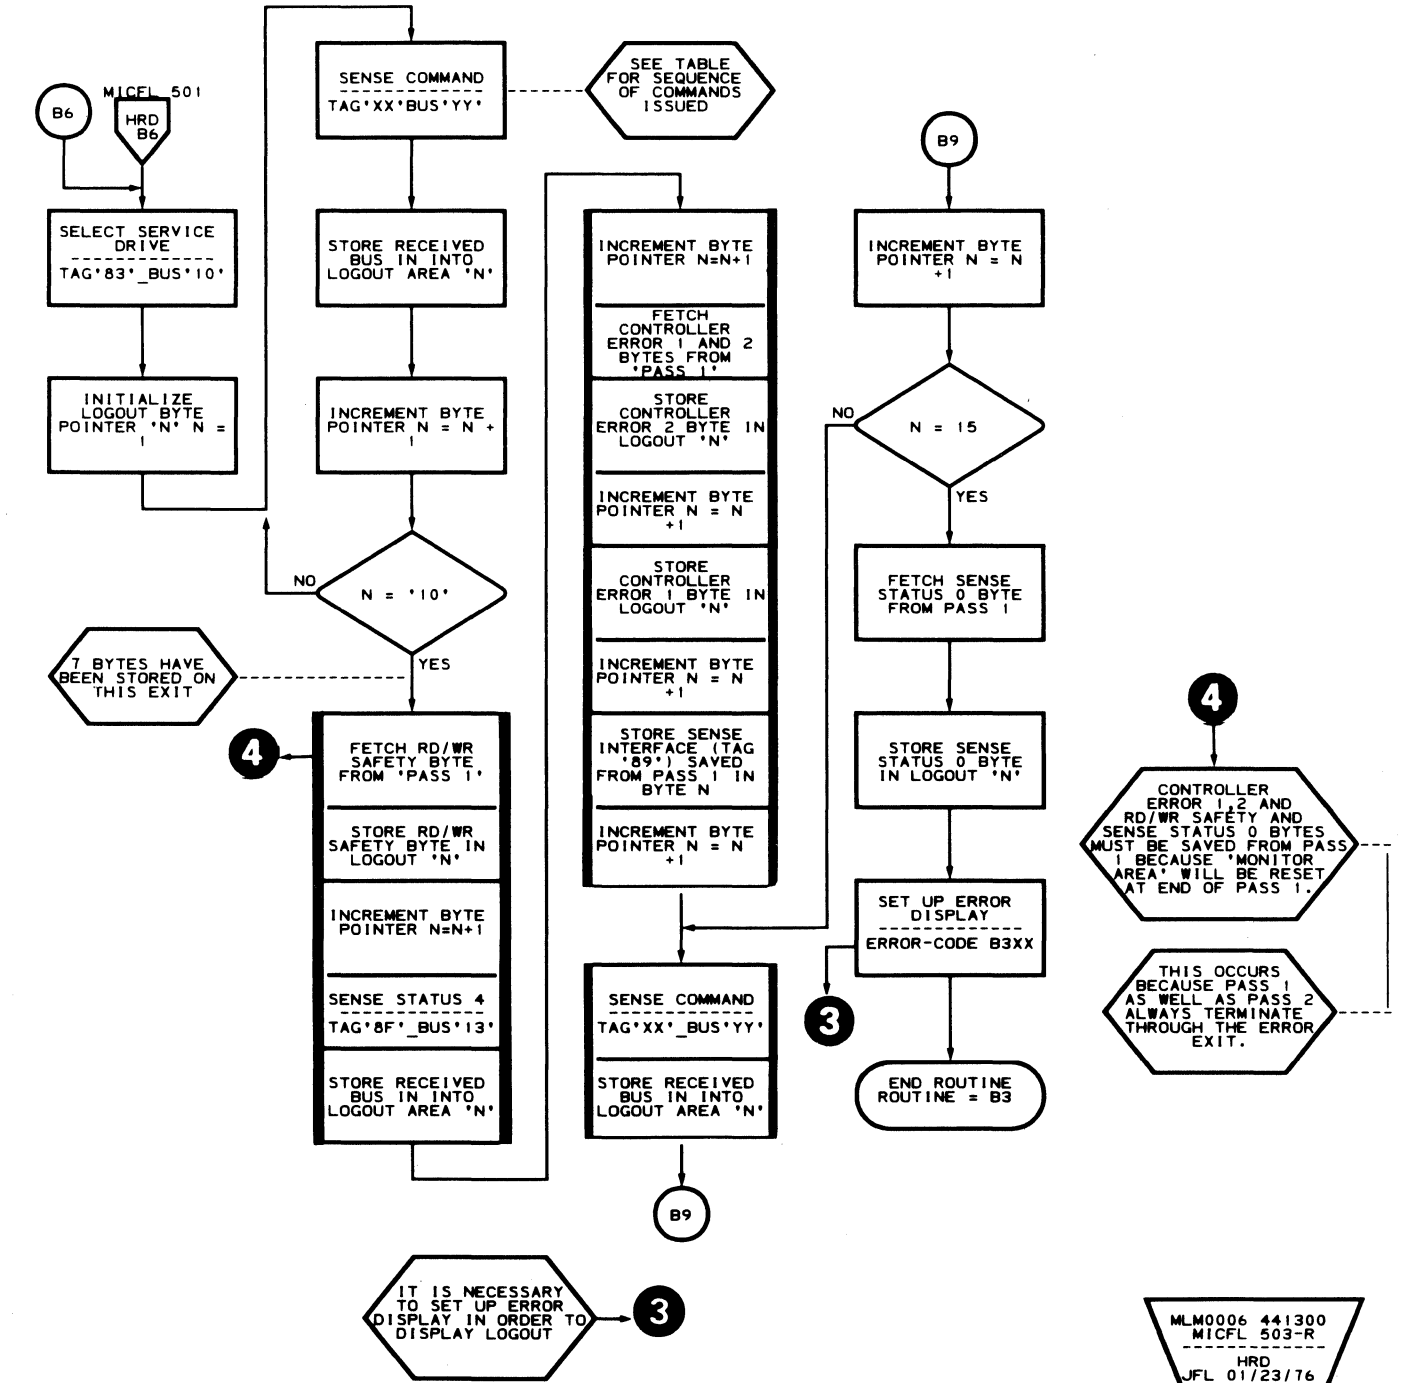 B6
MICFL 501
HRD
B6
SELECT SERVICE
DRIVE
TAG'83'_BUS'10'
INITIALIZE
LOGOUT BYTE
POINTER 'N' N =
1
SENSE COMMAND
TAG'XX'BUS'YY'
SEE TABLE
FOR SEQUENCE
OF COMMANDS
ISSUED
STORE RECEIVED
BUS IN INTO
LOGOUT AREA 'N'
INCREMENT BYTE
POINTER N = N +
1
N = '10'
NO
YES
7 BYTES HAVE
BEEN STORED ON
THIS EXIT
4
FETCH RD/WR
SAFETY BYTE
FROM 'PASS 1'
STORE RD/WR
SAFETY BYTE IN
LOGOUT 'N'
INCREMENT BYTE
POINTER N=N+1
SENSE STATUS 4
TAG'8F'_BUS'13'
STORE RECEIVED
BUS IN INTO
LOGOUT AREA 'N'
INCREMENT BYTE
POINTER N=N+1
FETCH
CONTROLLER
ERROR 1 AND 2
BYTES FROM
'PASS 1'
STORE
CONTROLLER
ERROR 2 BYTE IN
LOGOUT 'N'
INCREMENT BYTE
POINTER N = N
+1
STORE
CONTROLLER
ERROR 1 BYTE IN
LOGOUT 'N'
INCREMENT BYTE
POINTER N = N
+1
STORE SENSE
INTERFACE (TAG
'89') SAVED
FROM PASS 1 IN
BYTE N
INCREMENT BYTE
POINTER N = N
+1
SENSE COMMAND
TAG'XX'_BUS'YY'
STORE RECEIVED
BUS IN INTO
LOGOUT AREA 'N'
B9
B9
INCREMENT BYTE
POINTER N = N
+1
N = 15
NO
YES
FETCH SENSE
STATUS 0 BYTE
FROM PASS 1
STORE SENSE
STATUS 0 BYTE
IN LOGOUT 'N'
SET UP ERROR
DISPLAY
ERROR-CODE B3XX
3
END ROUTINE
ROUTINE = B3
4
CONTROLLER
ERROR 1,2 AND
RD/WR SAFETY AND
SENSE STATUS 0 BYTES
MUST BE SAVED FROM PASS
1 BECAUSE 'MONITOR
AREA' WILL BE RESET
AT END OF PASS 1.
THIS OCCURS
BECAUSE PASS 1
AS WELL AS PASS 2
ALWAYS TERMINATE
THROUGH THE ERROR
EXIT.
IT IS NECESSARY
TO SET UP ERROR
DISPLAY IN ORDER TO
DISPLAY LOGOUT
3
MLM0006 441300
MICFL 503-R
HRD
JFL 01/23/76